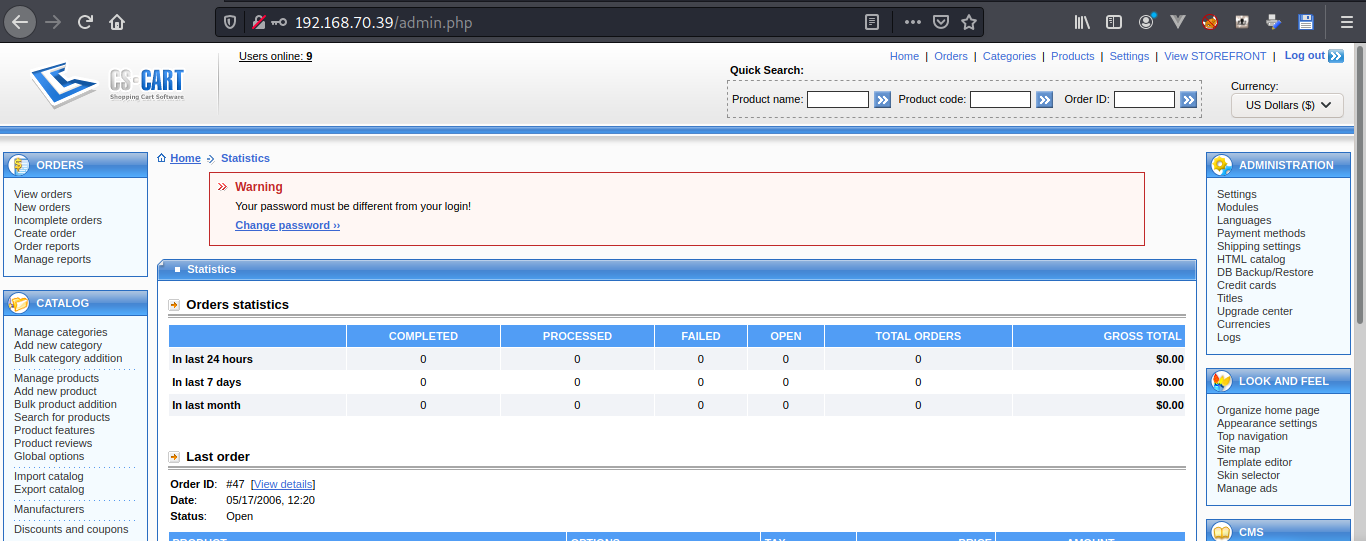 192.168.70.39/admin.php
CS-CART
Shopping Cart Software
Users online: 9
Home | Orders | Categories | Products | Settings | View STOREFRONT | Log out
Quick Search:
Product name: Product code: Order ID:
Currency:
US Dollars ($)
ORDERS
View orders
New orders
Incomplete orders
Create order
Order reports
Manage reports
CATALOG
Manage categories
Add new category
Bulk category addition
Manage products
Add new product
Bulk product addition
Search for products
Product features
Product reviews
Global options
Import catalog
Export catalog
Manufacturers
Discounts and coupons
Home Statistics
Warning
Your password must be different from your login!
Change password ››
Statistics
Orders statistics
COMPLETED PROCESSED FAILED OPEN TOTAL ORDERS GROSS TOTAL
In last 24 hours 0 0 0 0 0 $0.00
In last 7 days 0 0 0 0 0 $0.00
In last month 0 0 0 0 0 $0.00
Last order
Order ID: #47 [View details]
Date: 05/17/2006, 12:20
Status: Open
PRODUCT OPTIONS TAX PRICE AMOUNT
ADMINISTRATION
Settings
Modules
Languages
Payment methods
Shipping settings
HTML catalog
DB Backup/Restore
Credit cards
Titles
Upgrade center
Currencies
Logs
LOOK AND FEEL
Organize home page
Appearance settings
Top navigation
Site map
Template editor
Skin selector
Manage ads
CMS